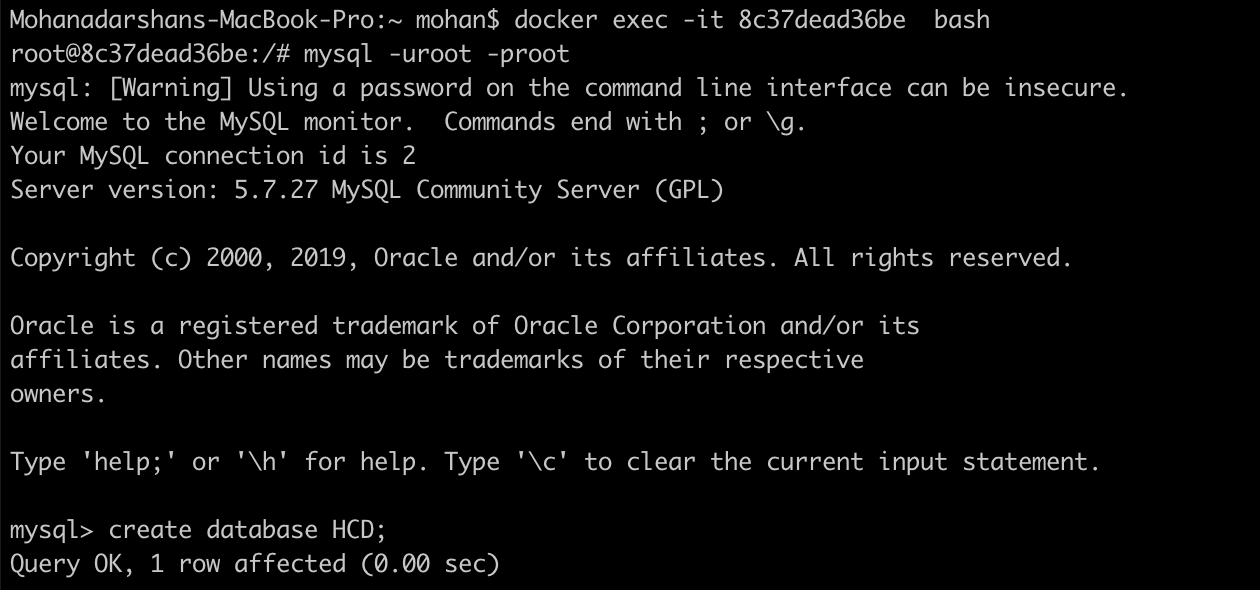 Mohanadarshans-MacBook-Pro:~ mohan$ docker exec -it 8c37dead36be  bash
root@8c37dead36be:/# mysql -uroot -proot
mysql: [Warning] Using a password on the command line interface can be insecure.
Welcome to the MySQL monitor.  Commands end with ; or \g.
Your MySQL connection id is 2
Server version: 5.7.27 MySQL Community Server (GPL)

Copyright (c) 2000, 2019, Oracle and/or its affiliates. All rights reserved.

Oracle is a registered trademark of Oracle Corporation and/or its
affiliates. Other names may be trademarks of their respective
owners.

Type 'help;' or '\h' for help. Type '\c' to clear the current input statement.

mysql> create database HCD;
Query OK, 1 row affected (0.00 sec)